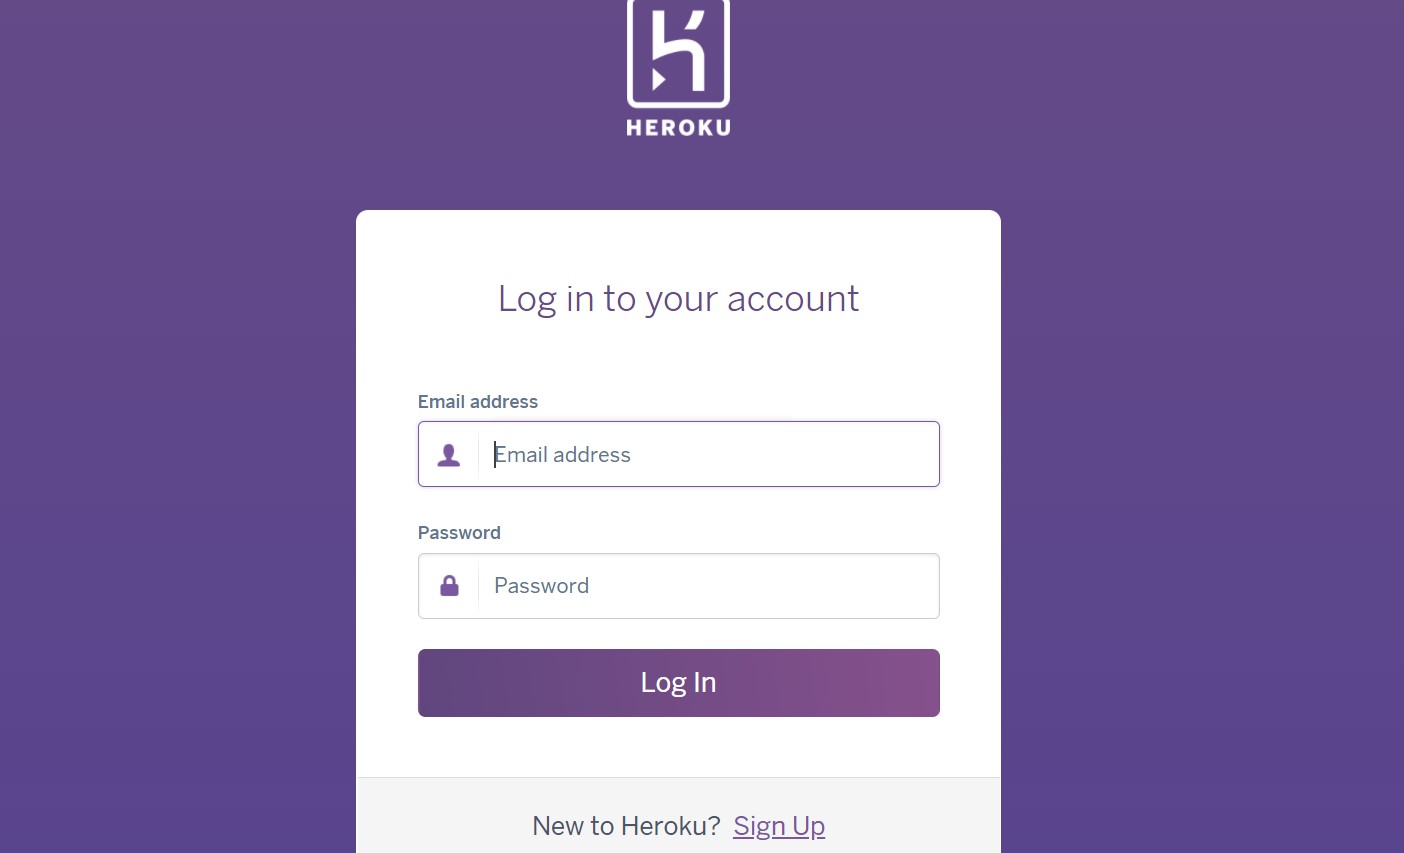 HEROKU
Log in to your account
Email address
Email address
Password
Password
Log In
New to Heroku? Sign Up